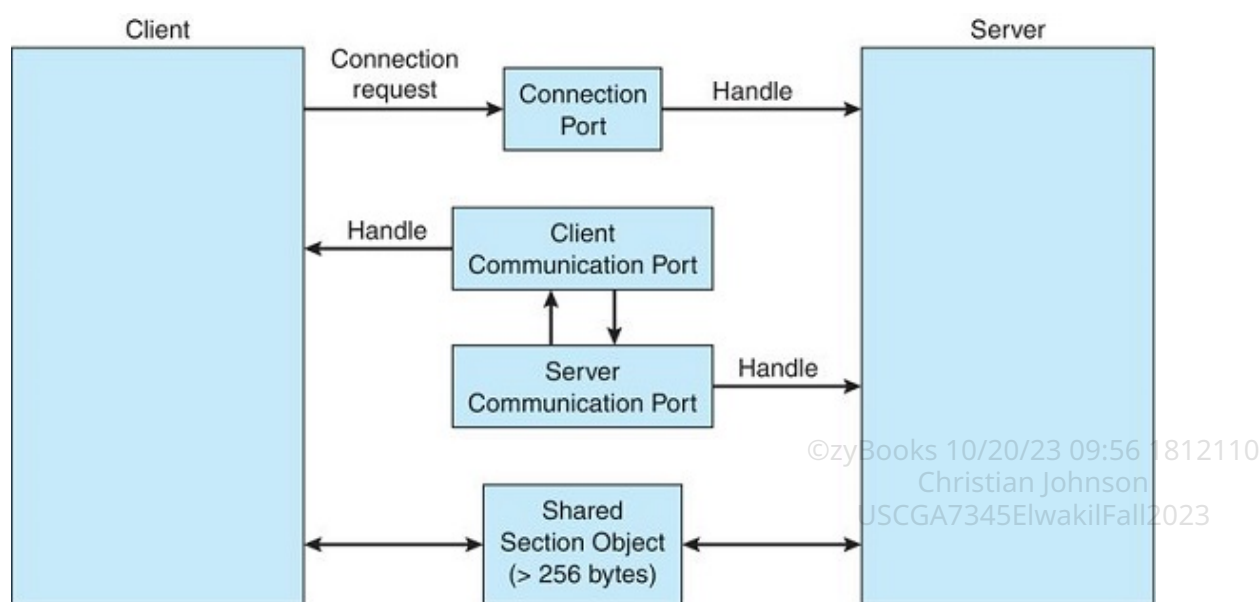 Client
Server
Connection
request
Connection
Port
Handle
Handle
Client
Communication Port
Server
Communication Port
Handle
©zyBooks 10/20/23 09:56 1812110
Christian Johnson
USCGA7345ElwakilFall2023
Shared
Section Object
(> 256 bytes)